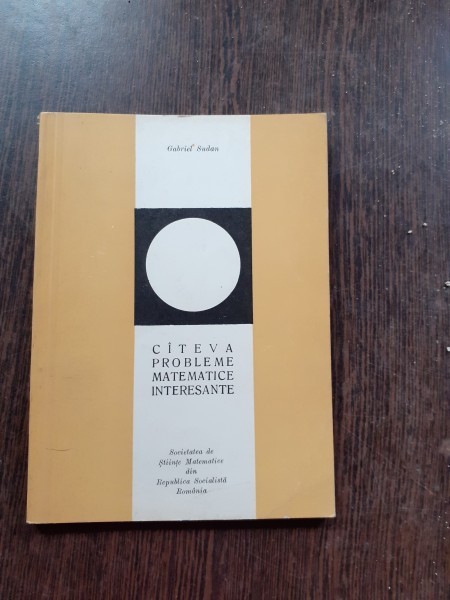 Gabriel Sudan
CÎTEVA
PROBLEME
MATEMATICE
INTERESANTE
Societatea de
Științe Matematice
din
Republica Socialistă
România